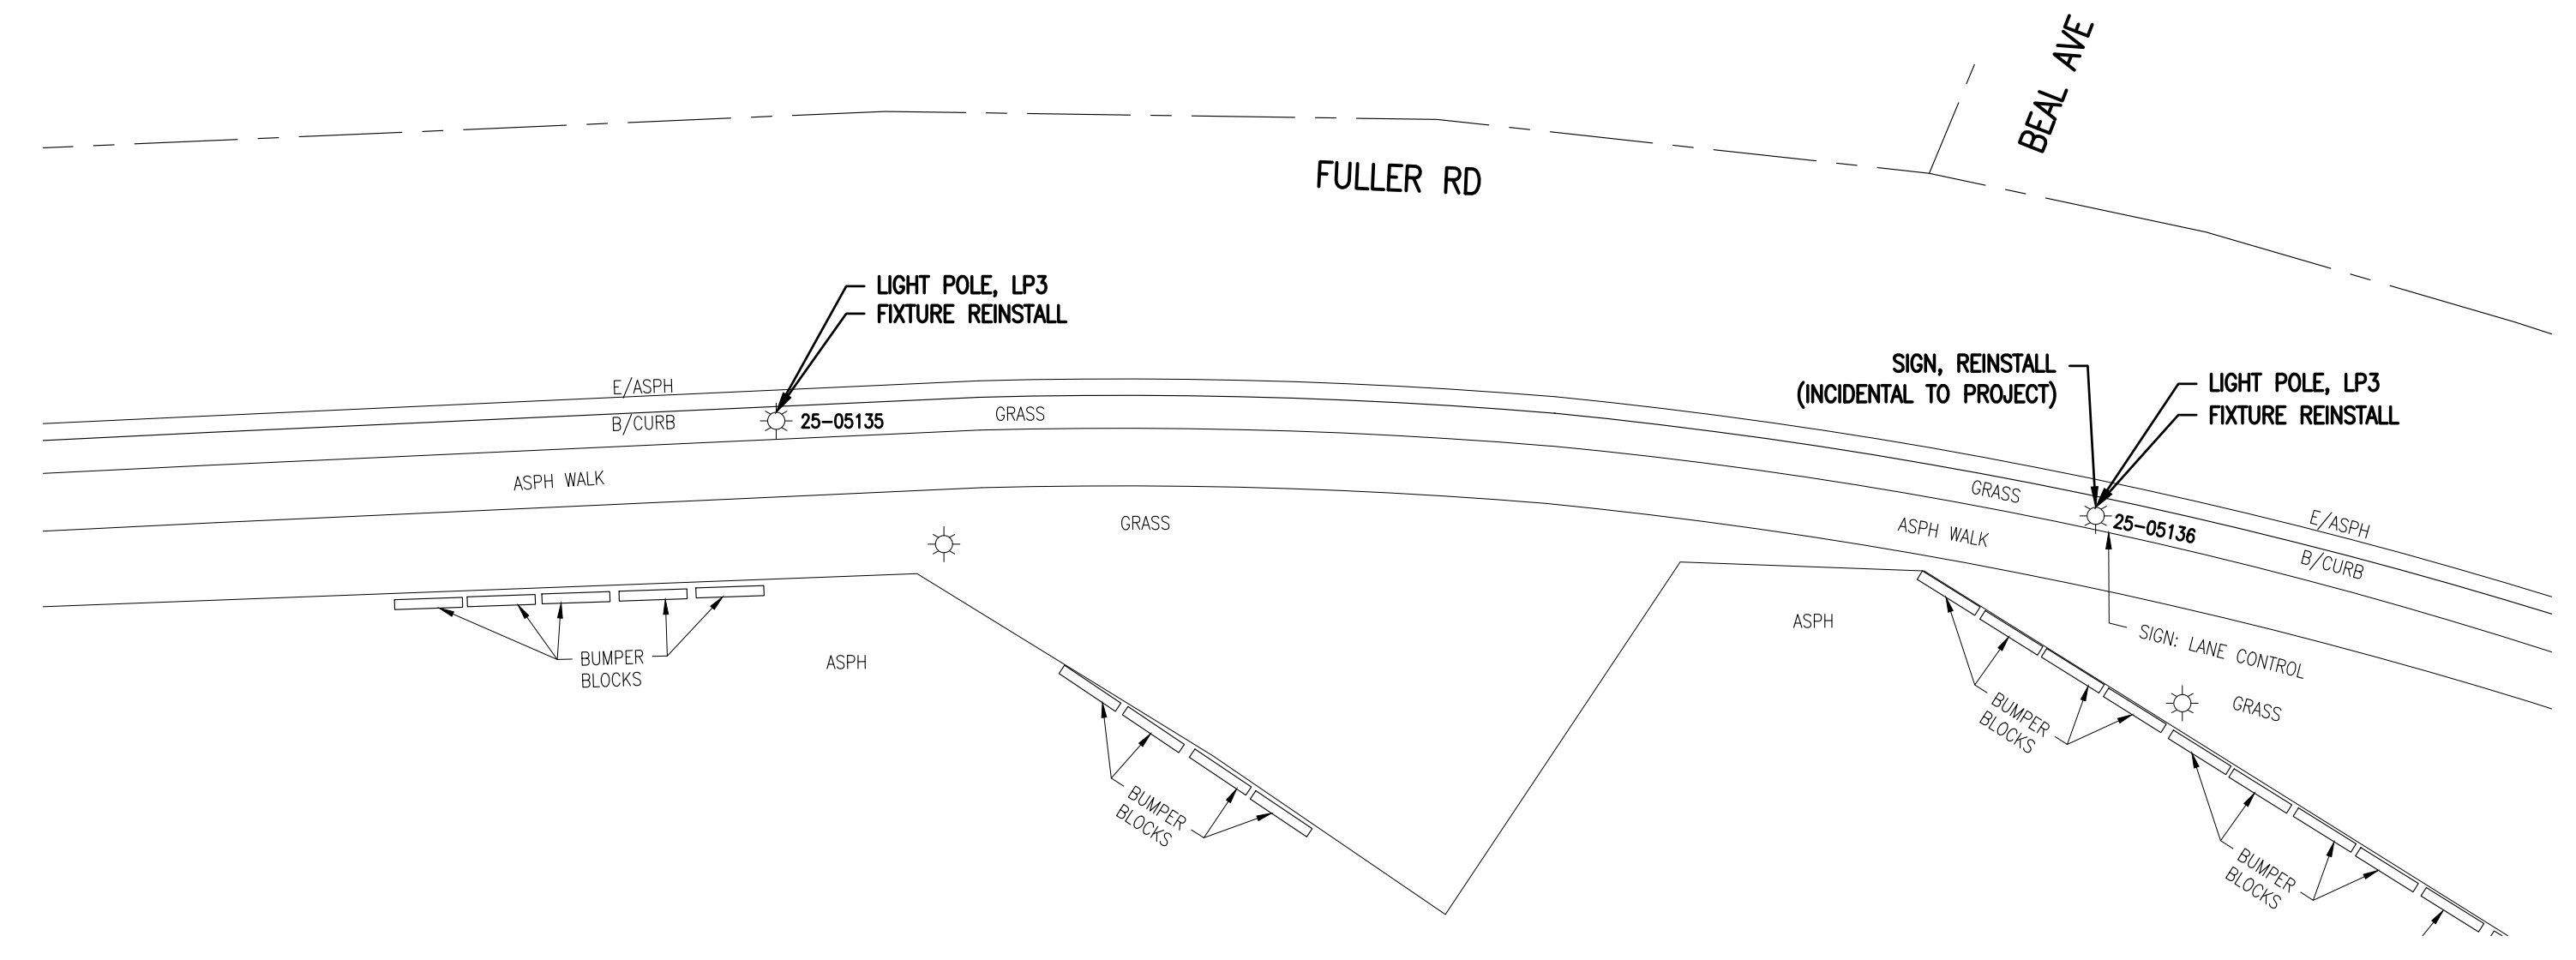 BEAL AVE
FULLER RD
LIGHT POLE, LP3
FIXTURE REINSTALL
SIGN, REINSTALL
(INCIDENTAL TO PROJECT)
LIGHT POLE, LP3
FIXTURE REINSTALL
E/ASPH
B/CURB
25-05135
GRASS
ASPH WALK
GRASS
GRASS
25-05136
E/ASPH
B/CURB
ASPH WALK
ASPH
SIGN: LANE CONTROL
BUMPER
BLOCKS
ASPH
GRASS
BUMPER
BLOCKS
BUMPER
BLOCKS
BUMPER
BLOCKS